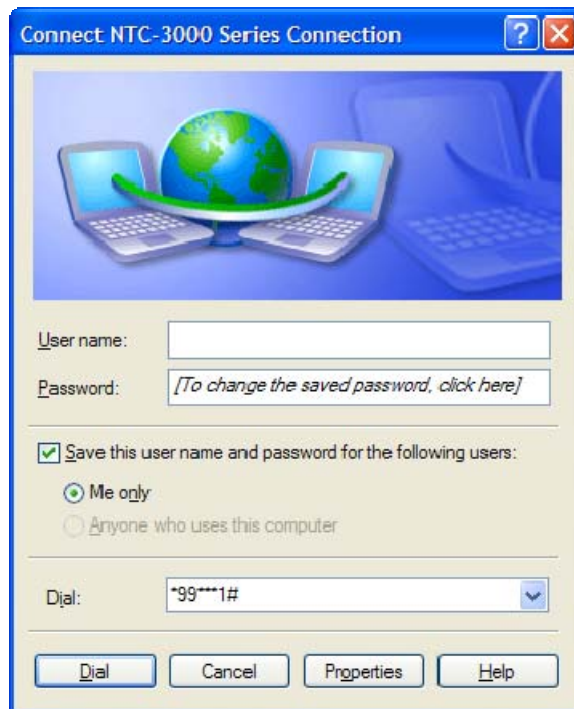 Connect NTC-3000 Series Connection
User name:
Password: [To change the saved password, click here]
Save this user name and password for the following users:
Me only
Anyone who uses this computer
Dial: *99***1#
Dial Cancel Properties Help